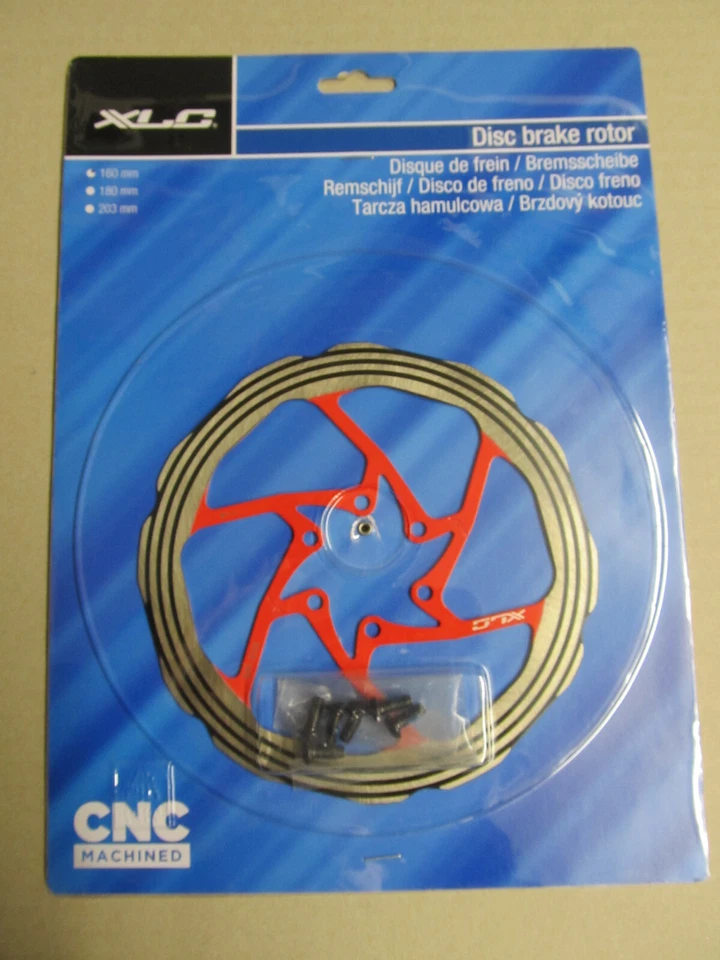 XLC
Disc brake rotor
160 mm
180 mm
203 mm
Disque de frein / Bremsscheibe
Remschijf / Disco de freno / Disco freno
Tarcza hamulcowa / Brzdový kotouc
XLC
CNC
MACHINED